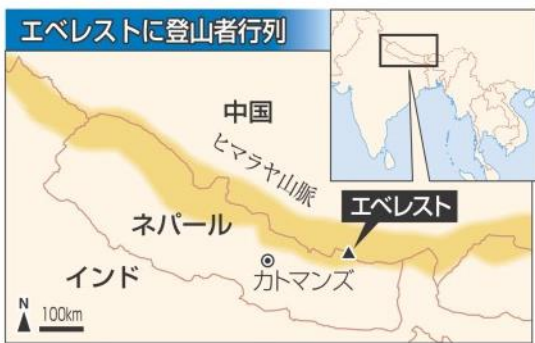 エベレストに登山者行列
中国
ヒマラヤ山脈
エベレスト
ネパール
カトマンズ
インド
N
100km